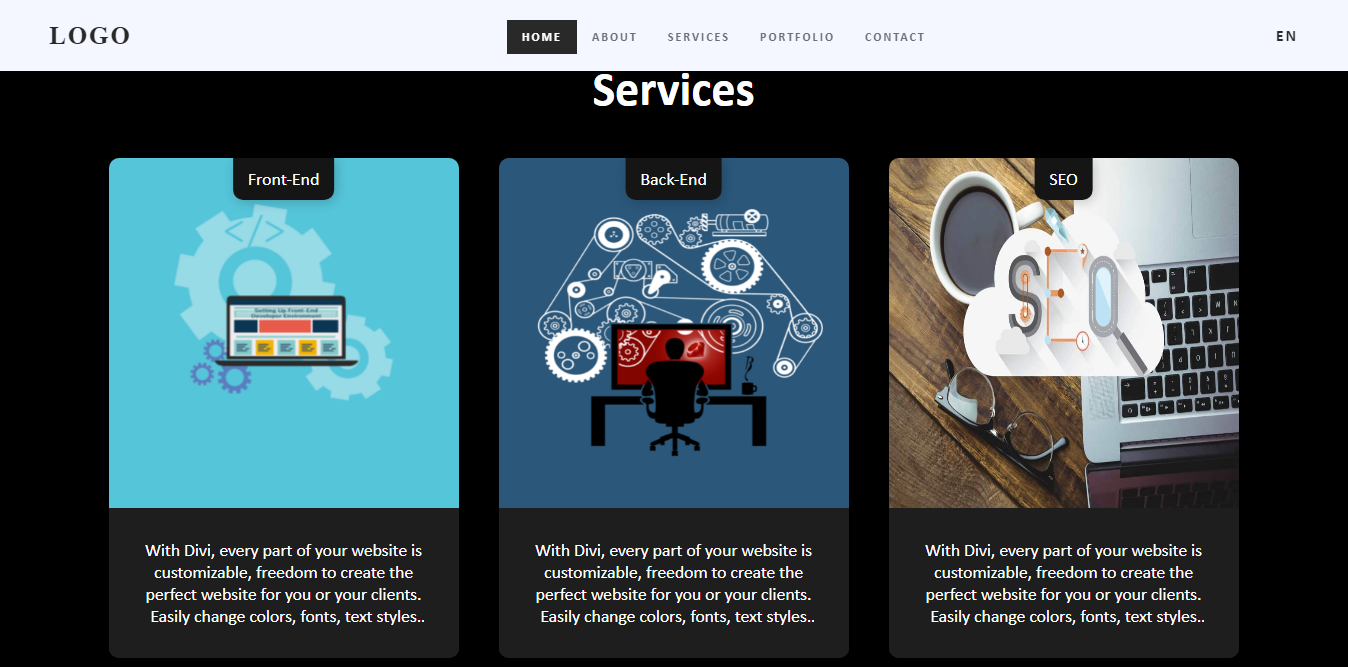 LOGO
HOME ABOUT SERVICES PORTFOLIO CONTACT
EN
Services
Front-End
Setting Up Front-End
Developer Environment
With Divi, every part of your website is
customizable, freedom to create the
perfect website for you or your clients.
Easily change colors, fonts, text styles..
Back-End
With Divi, every part of your website is
customizable, freedom to create the
perfect website for you or your clients.
Easily change colors, fonts, text styles..
SEO
SEO
With Divi, every part of your website is
customizable, freedom to create the
perfect website for you or your clients.
Easily change colors, fonts, text styles..